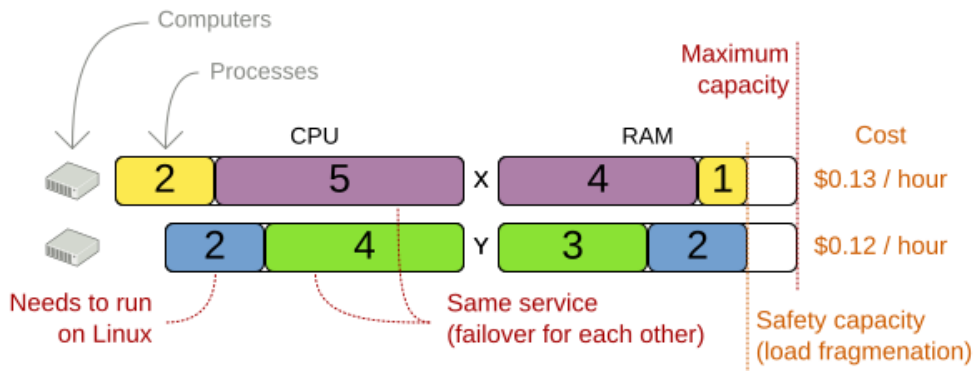 Computers
Processes
Maximum
capacity
CPU
RAM
Cost
2 5 X 4 1 $0.13 / hour
2 4 Y 3 2 $0.12 / hour
Needs to run
on Linux
Same service
(failover for each other)
Safety capacity
(load fragmenation)